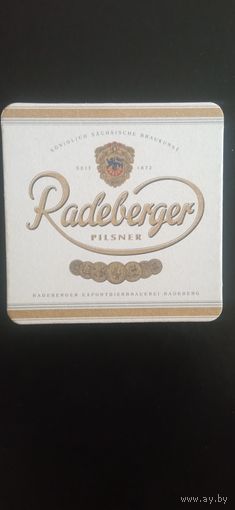 KÖNIGLICH SÄCHSISCHE BRAUKUNST
SEIT 1872
Radeberger
PILSNER
RADEBERGER EXPORTBIERBRAUEREI RADEBERG
www.ay.by